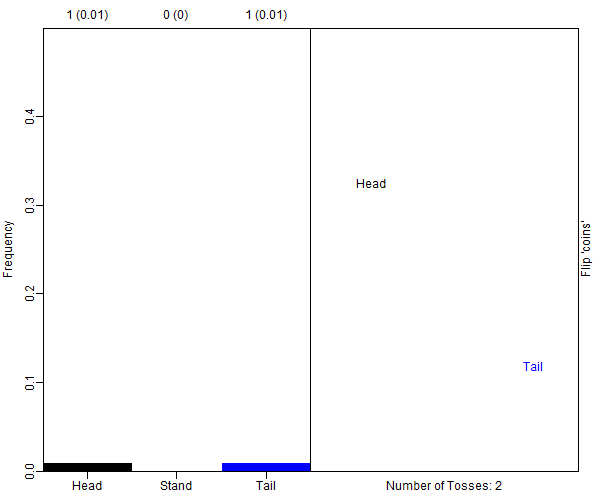 1 (0.01) 0 (0) 1 (0.01)
Frequency
0.4
0.3
0.2
0.1
0.0
Head Stand Tail
Head
Tail
Number of Tosses: 2
Flip 'coins'